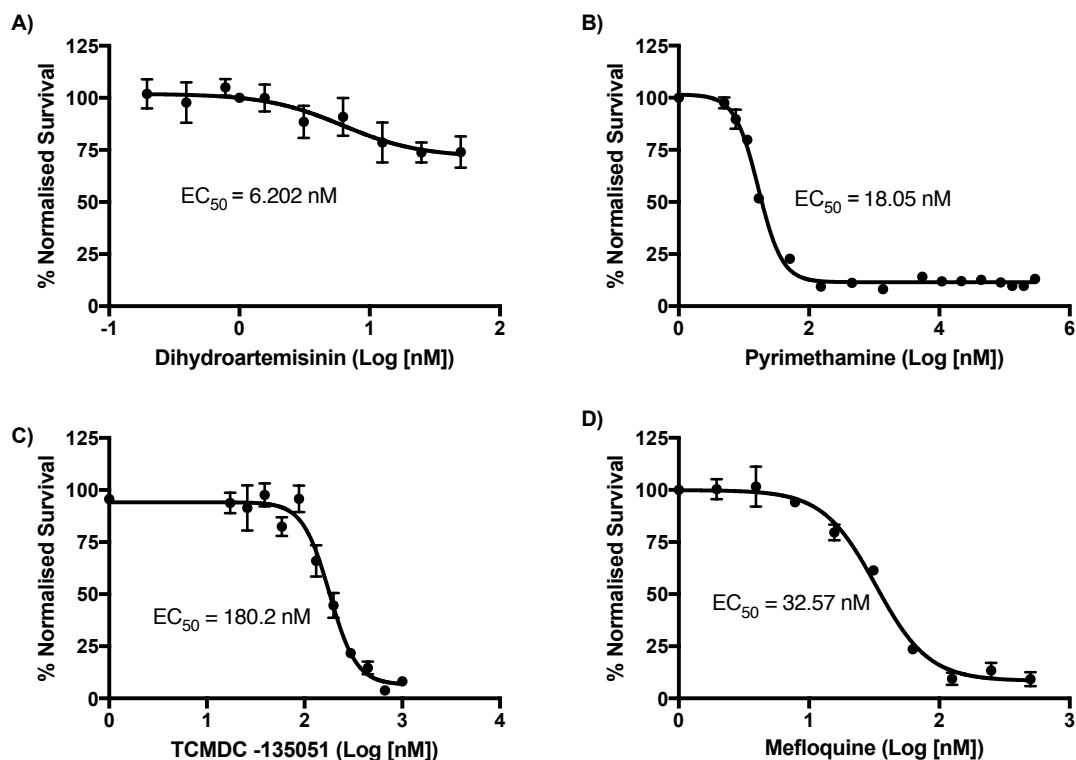 A)
125
100
75
50
25
0
% Normalised Survival
EC50 = 6.202 nM
-1
0
1
2
Dihydroartemisinin (Log [nM])
B)
125
100
75
50
25
0
% Normalised Survival
EC50 = 18.05 nM
0
2
4
6
Pyrimethamine (Log [nM])
C)
125
100
75
50
25
0
% Normalised Survival
EC50 = 180.2 nM
0
1
2
3
4
TCMDC -135051 (Log [nM])
D)
125
100
75
50
25
0
% Normalised Survival
EC50 = 32.57 nM
0
1
2
3
Mefloquine (Log [nM])